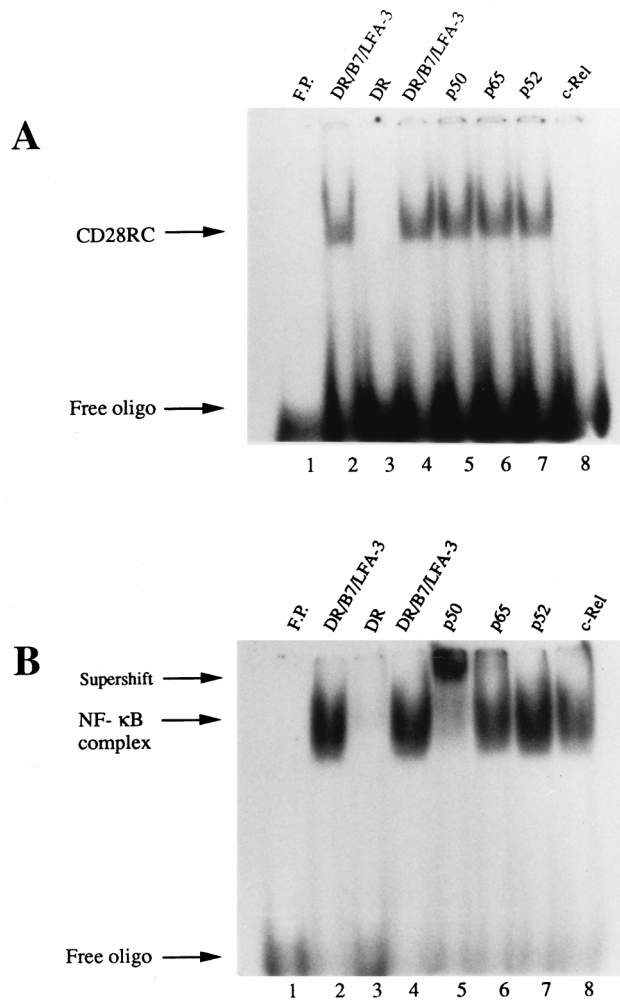 F.P.
DR/B7/LFA-3
DR
DR/B7/LFA-3
p50
p65
p52
c-Rel
A
CD28RC
Free oligo
1 2 3 4 5 6 7 8
F.P.
DR/B7/LFA-3
DR
DR/B7/LFA-3
p50
p65
p52
c-Rel
B
Supershift
NF- κB
complex
Free oligo
1 2 3 4 5 6 7 8